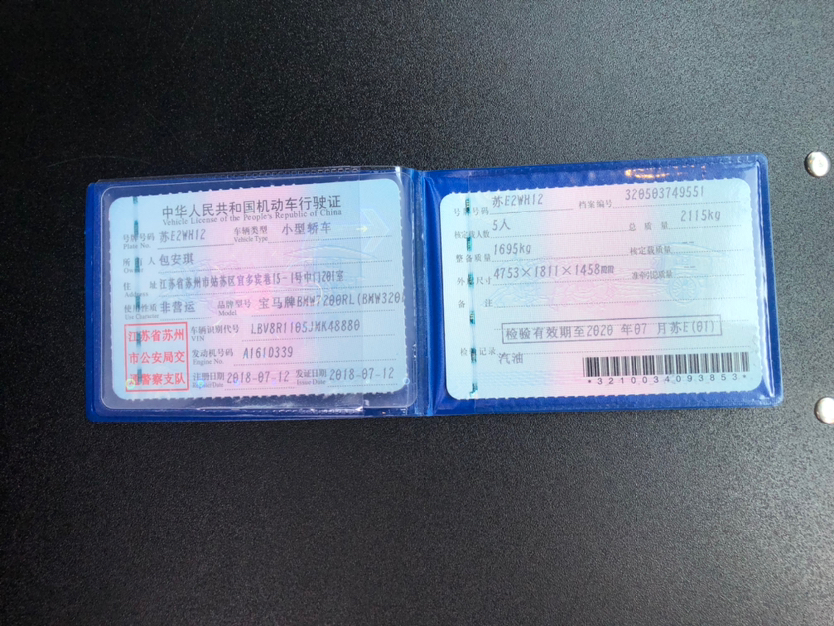 中华人民共和国机动车行驶证
Vehicle License of the People's Republic of China
号牌号码 苏E2WH12 车辆类型 小型轿车
Plate No. Vehicle Type
所有人 包安琪
Owner
住址 江苏省苏州市姑苏区宜多宾巷15-1号中门201室
Address
使用性质 非营运 品牌型号 宝马牌BMW7200RL(BMW320
Use Character Model
江苏省苏州
市公安局交
通警察支队
车辆识别代号 LBV8R1105JMK48880
VIN
发动机号码 A161D339
Engine No.
注册日期 2018-07-12 发证日期 2018-07-12
Register Date Issue Date
号牌号码 苏E2WH12 档案编号 320503749551
核定载人数 5人 总质量 2115kg
整备质量 1695kg 核定载质量
外廓尺寸 4753×1811×1458mm 准牵引总质量
备注
检验有效期至2020年07月苏E(01)
检验记录
汽油
*3210034093853*